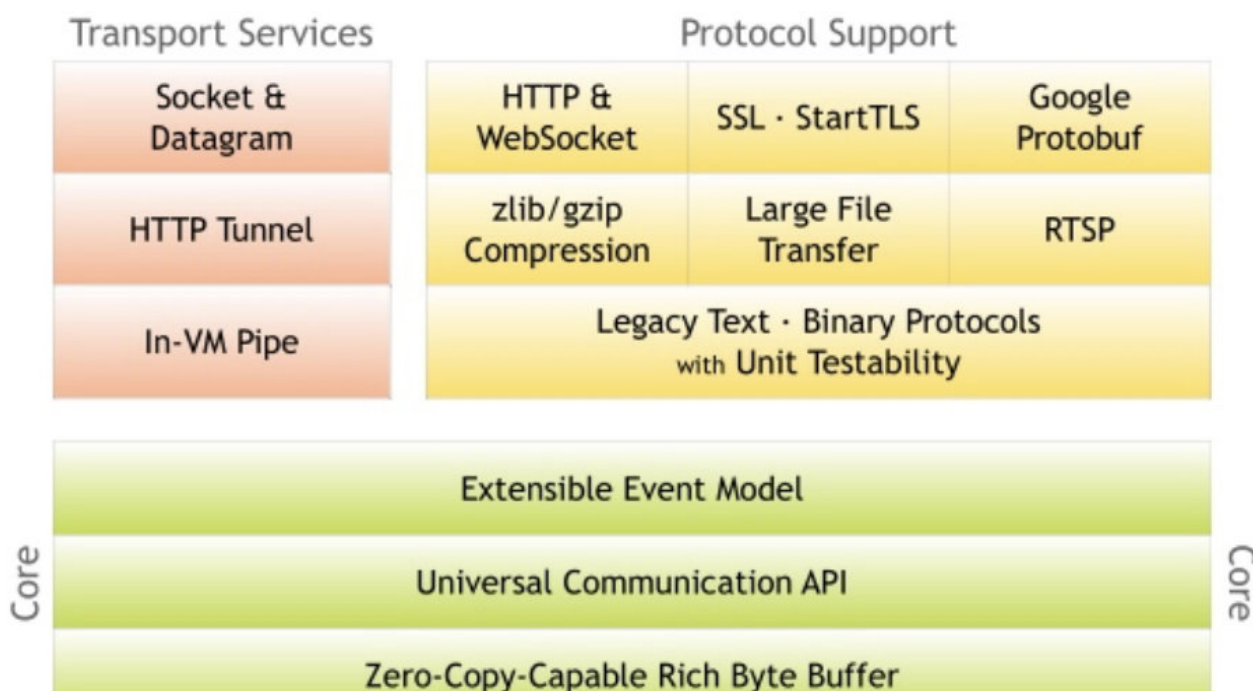 Transport Services
Socket &
Datagram
HTTP Tunnel
In-VM Pipe
Protocol Support
HTTP &
WebSocket
SSL · StartTLS
Google
Protobuf
zlib/gzip
Compression
Large File
Transfer
RTSP
Legacy Text · Binary Protocols
with Unit Testability
Core
Extensible Event Model
Universal Communication API
Zero-Copy-Capable Rich Byte Buffer
Core